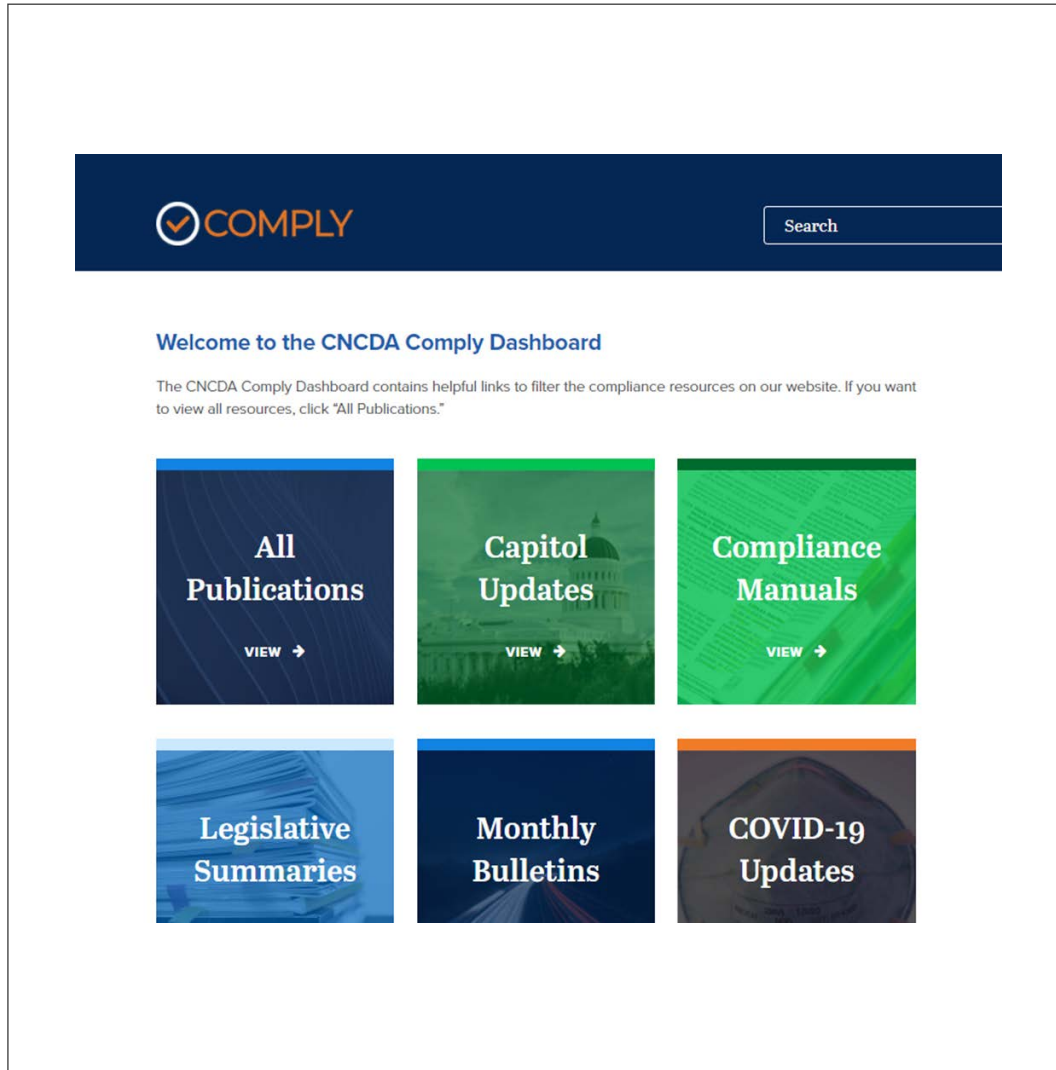 COMPLY
Search
Welcome to the CNCDA Comply Dashboard
The CNCDA Comply Dashboard contains helpful links to filter the compliance resources on our website. If you want
to view all resources, click “All Publications.”
All
Publications
VIEW →
Capitol
Updates
VIEW →
Compliance
Manuals
VIEW →
Legislative
Summaries
Monthly
Bulletins
COVID-19
Updates